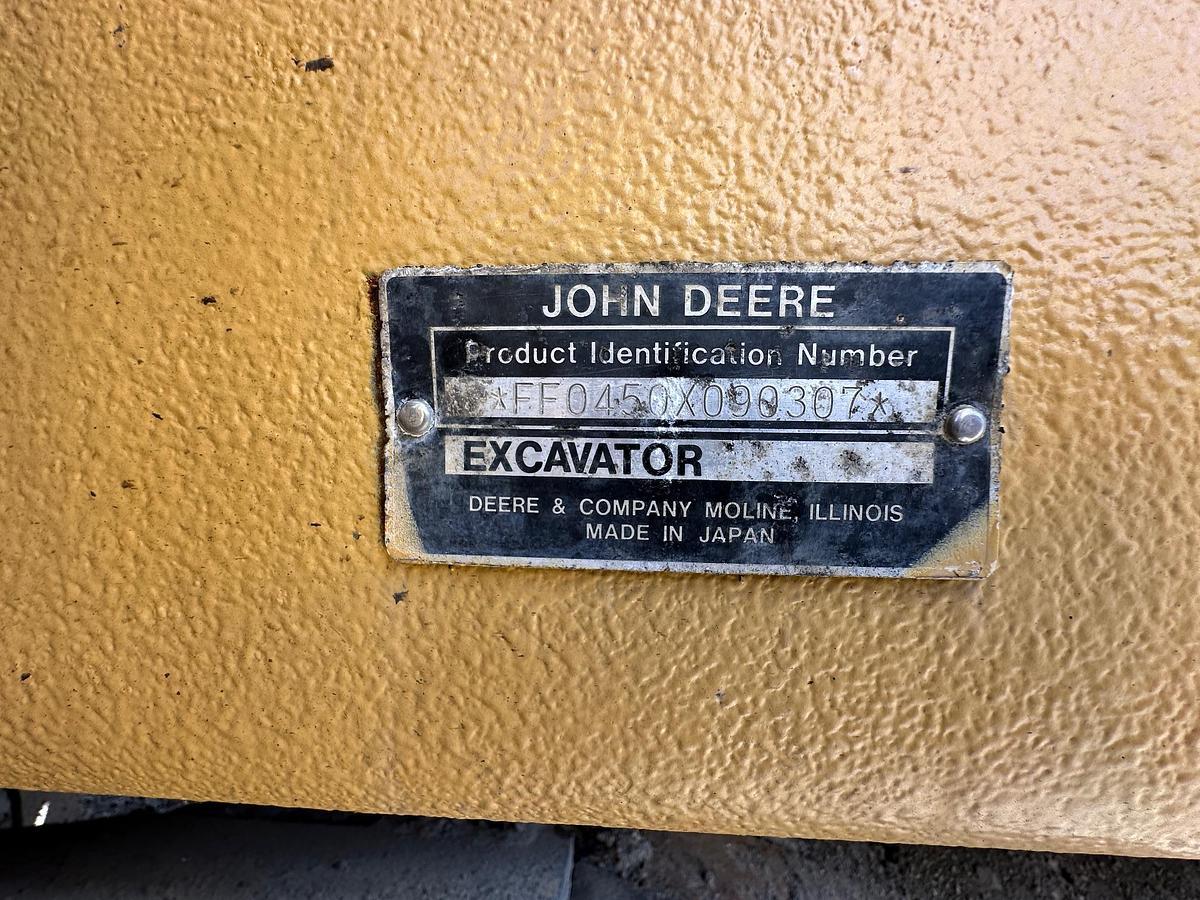 JOHN DEERE
Product Identification Number
*FF0450X090307*
EXCAVATOR
DEERE & COMPANY MOLINE, ILLINOIS
MADE IN JAPAN